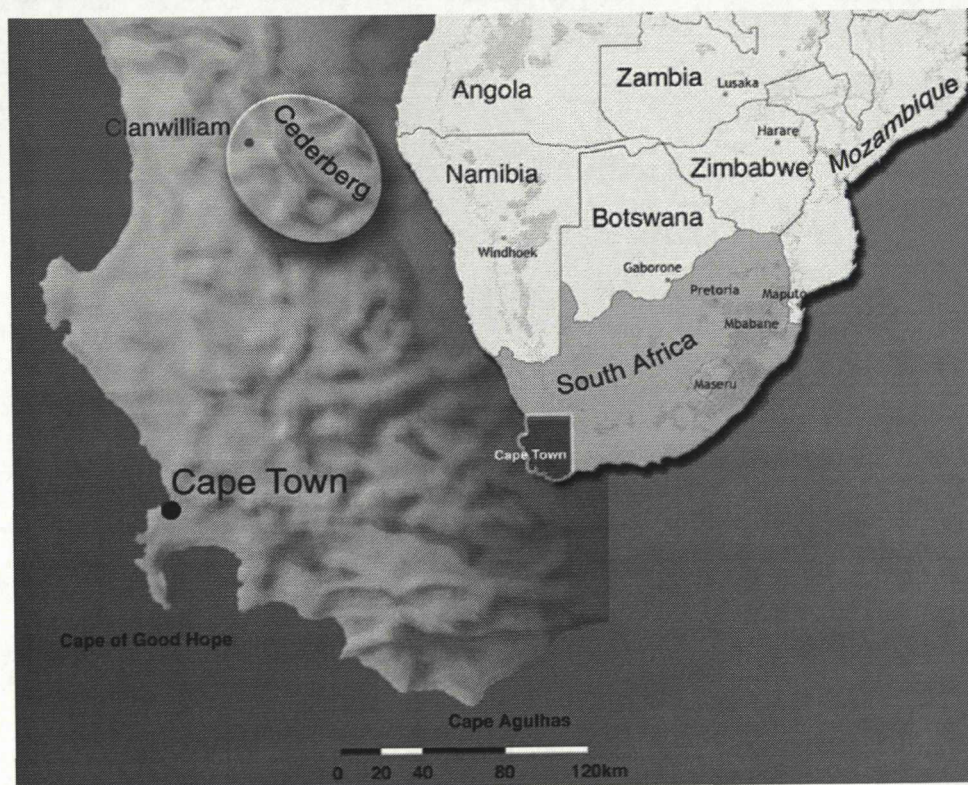 Angola
Zambia
Lusaka
Clanwilliam
Cederberg
Harare
Mozambique
Namibia
Zimbabwe
Botswana
Windhoek
Gaborone
Pretoria
Maputo
Mbabane
South Africa
Maseru
Cape Town
Cape Town
Cape of Good Hope
Cape Agulhas
0 20 40 80 120km